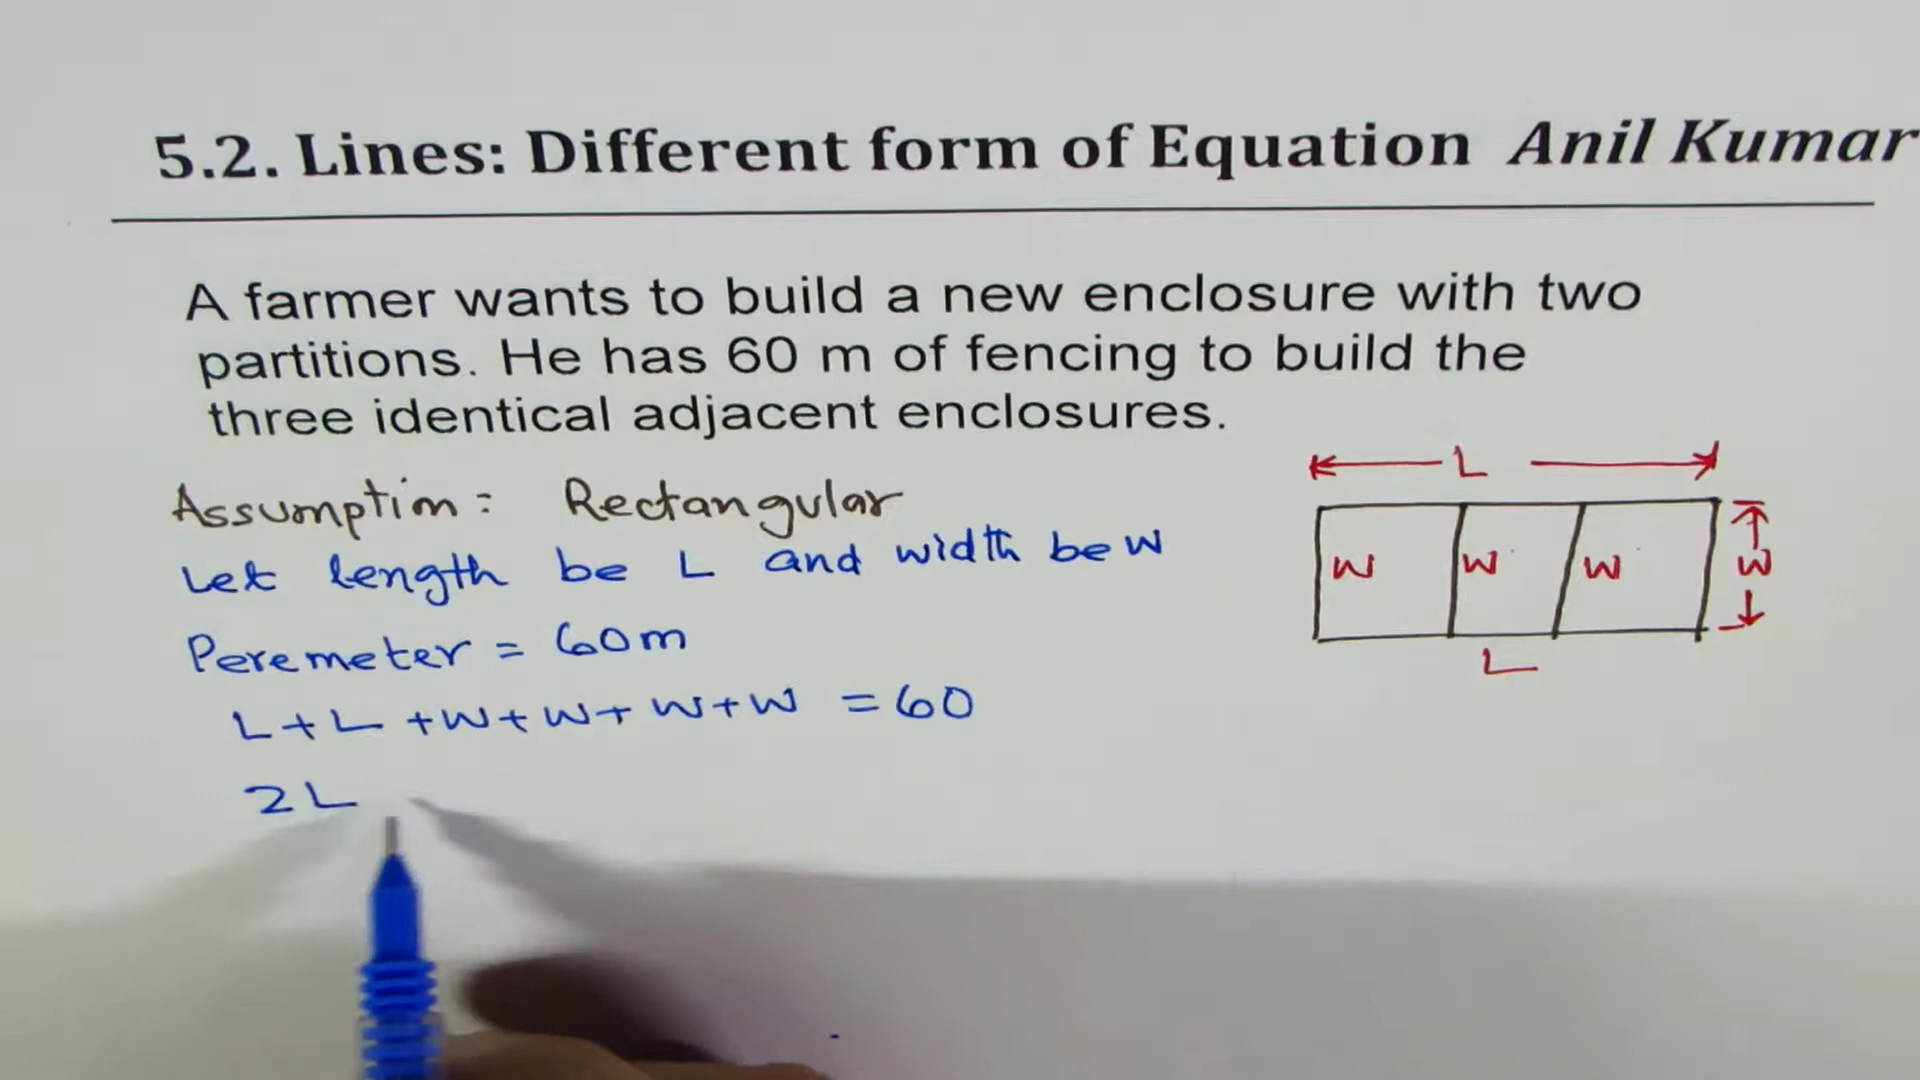 5.2. Lines: Different form of Equation Anil Kumar
A farmer wants to build a new enclosure with two
partitions. He has 60 m of fencing to build the
three identical adjacent enclosures.
Assumption: Rectangular
Let length be L and width be W
Peremeter = 60m
L + L + W + W + W + W = 60
2L
L
W W W W
L